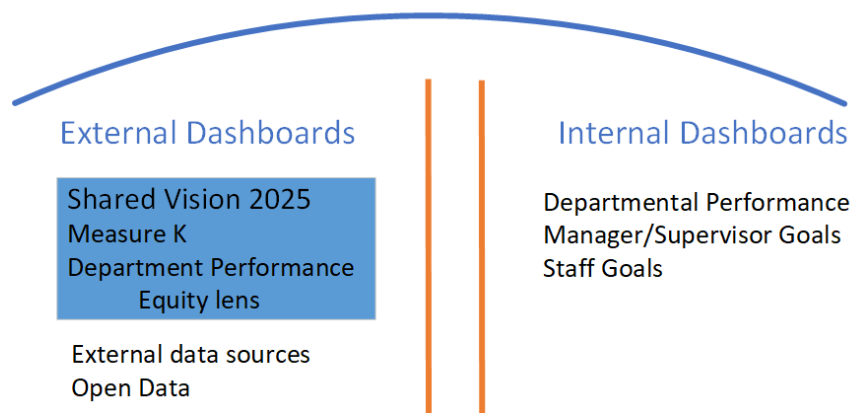 External Dashboards
Shared Vision 2025
Measure K
Department Performance
Equity lens
External data sources
Open Data
Internal Dashboards
Departmental Performance
Manager/Supervisor Goals
Staff Goals